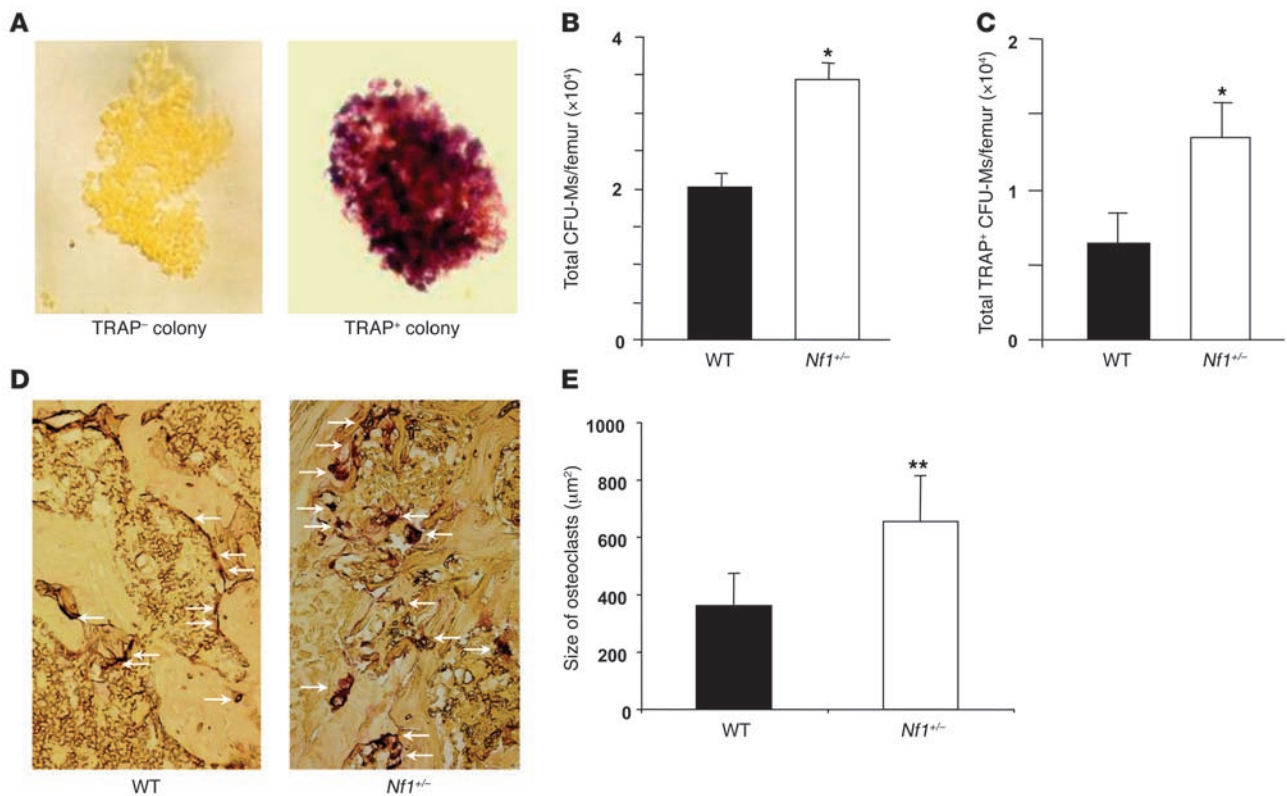 A
TRAP⁻ colony
TRAP⁺ colony
B
Total CFU-Ms/femur (×10⁴)
4
2
0
*
WT
Nf1⁺/⁻
C
Total TRAP⁺ CFU-Ms/femur (×10⁴)
2
1
0
*
WT
Nf1⁺/⁻
D
WT
Nf1⁺/⁻
E
Size of osteoclasts (μm²)
1000
800
600
400
200
0
**
WT
Nf1⁺/⁻